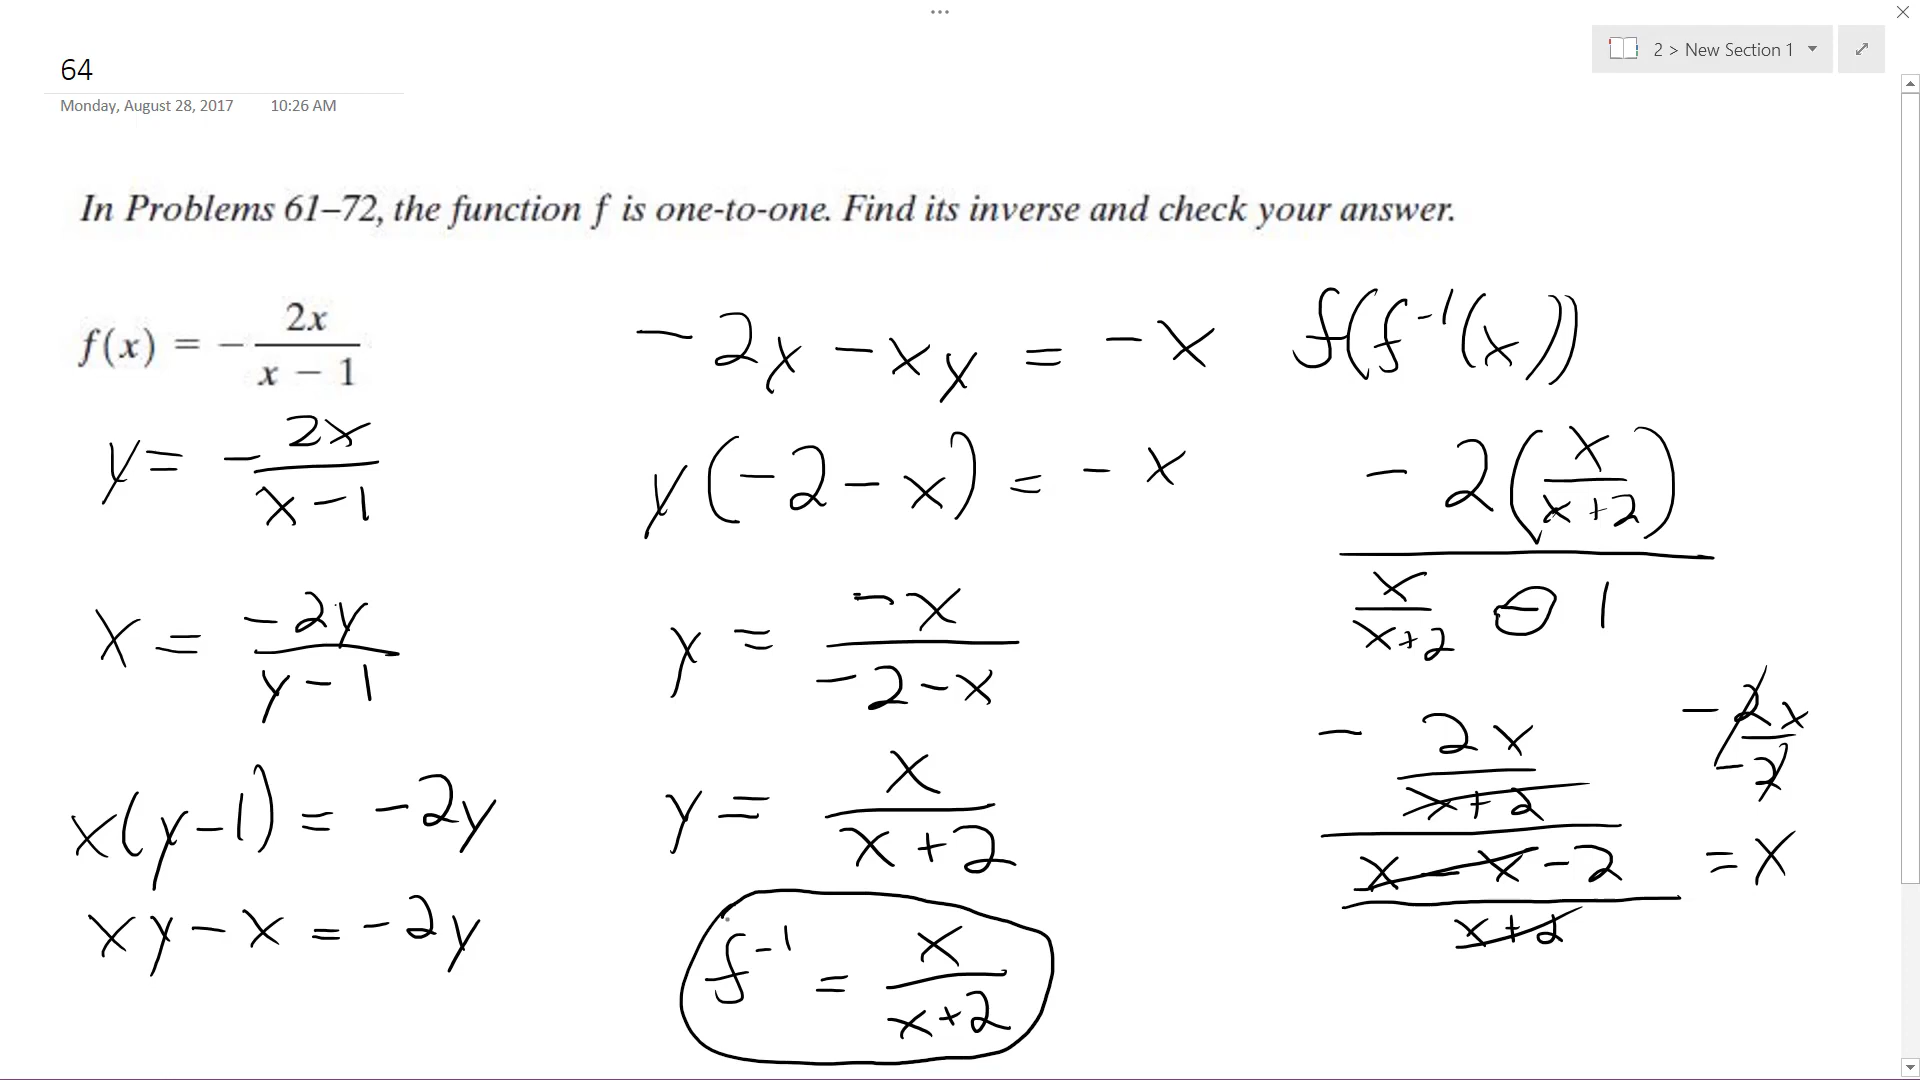 ...
2 > New Section 1
64
Monday, August 28, 2017 10:26 AM
In Problems 61–72, the function f is one-to-one. Find its inverse and check your answer.
f(x) = - 2x / (x - 1)
y = - 2x / (x - 1)
x = -2y / (y - 1)
x(y-1) = -2y
xy - x = -2y
-2y - xy = -x
y(-2 - x) = -x
y = -x / (-2 - x)
y = x / (x + 2)
f⁻¹ = x / (x + 2)
f(f⁻¹(x))
-2(x / (x+2))
x / (x+2) - 1
- 2x / (x+2)
x - x - 2 / (x+2)
-2x / -2
= x